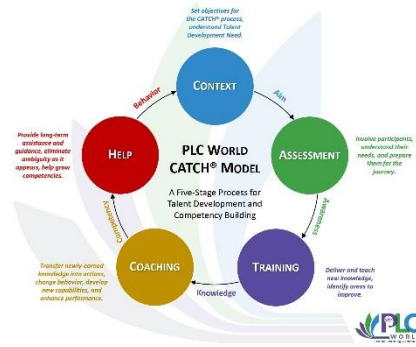 Set objectives for
the CATCH® process,
understand Talent
Development Need.
CONTEXT
Behavior
Aim
Provide long-term
assistance and
guidance, eliminate
ambiguity as it
appears, help grow
competencies.
HELP
PLC WORLD
CATCH® MODEL
A Five-Stage Process for
Talent Development and
Competency Building
ASSESSMENT
Involve participants,
understand their
needs, and prepare
them for the
journey.
Competency
Awareness
COACHING
TRAINING
Knowledge
Transfer newly-earned
knowledge into actions,
change behavior, develop
new capabilities, and
enhance performance.
Deliver and teach
new knowledge,
identify areas to
improve.
PLC
WORLD